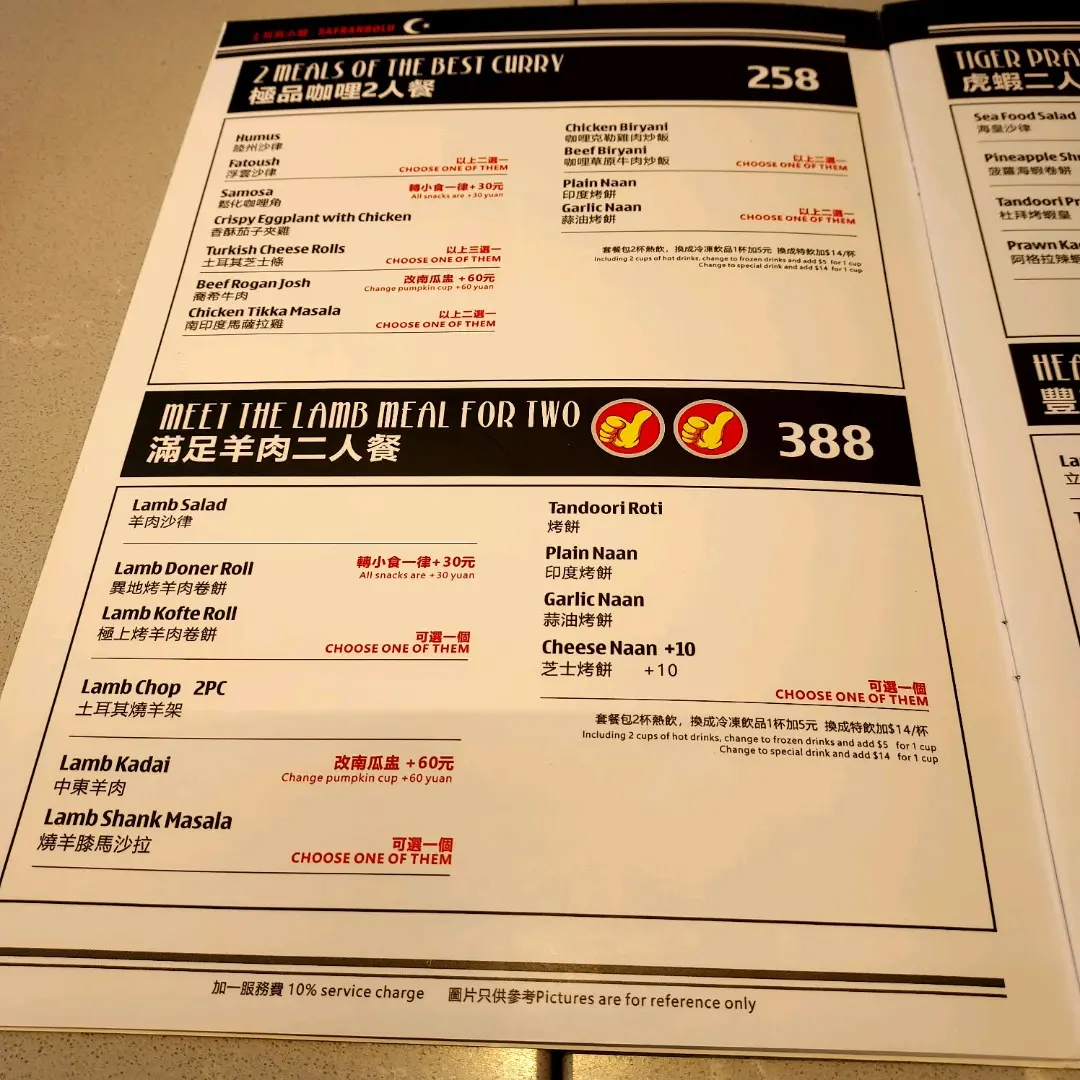 SAFRANBOLU
2 MEALS OF THE BEST CURRY
極品咖哩2人餐
258
Humus
陸州沙律
Fatoush
浮雲沙律
以上二選一
CHOOSE ONE OF THEM
Samosa
鬆化咖哩角
轉小食一律+30元
All snacks are +30 yuan
Crispy Eggplant with Chicken
香酥茄子夾雞
Turkish Cheese Rolls
土耳其芝士條
以上三選一
CHOOSE ONE OF THEM
Beef Rogan Josh
喬希牛肉
改南瓜盅 +60元
Change pumpkin cup +60 yuan
Chicken Tikka Masala
南印度馬薩拉雞
以上二選一
CHOOSE ONE OF THEM
Chicken Biryani
咖哩克勒雞肉炒飯
Beef Biryani
咖哩草原牛肉炒飯
以上二選一
CHOOSE ONE OF THEM
Plain Naan
印度烤餅
Garlic Naan
蒜油烤餅
以上二選一
CHOOSE ONE OF THEM
套餐包2杯熱飲，換成冷凍飲品1杯加5元 換成特飲加$14/杯
Including 2 cups of hot drinks, change to frozen drinks and add $5 for 1 cup
Change to special drink and add $14 for 1 cup
MEET THE LAMB MEAL FOR TWO
滿足羊肉二人餐
388
Lamb Salad
羊肉沙律
Lamb Doner Roll
異地烤羊肉卷餅
轉小食一律+30元
All snacks are +30 yuan
Lamb Kofte Roll
極上烤羊肉卷餅
可選一個
CHOOSE ONE OF THEM
Lamb Chop 2PC
土耳其燒羊架
Lamb Kadai
中東羊肉
改南瓜盅 +60元
Change pumpkin cup +60 yuan
Lamb Shank Masala
燒羊膝馬沙拉
可選一個
CHOOSE ONE OF THEM
Tandoori Roti
烤餅
Plain Naan
印度烤餅
Garlic Naan
蒜油烤餅
Cheese Naan +10
芝士烤餅 +10
可選一個
CHOOSE ONE OF THEM
套餐包2杯熱飲，換成冷凍飲品1杯加5元 換成特飲加$14/杯
Including 2 cups of hot drinks, change to frozen drinks and add $5 for 1 cup
Change to special drink and add $14 for 1 cup
加一服務費 10% service charge 圖片只供參考Pictures are for reference only
TIGER PRA
虎蝦二人
Sea Food Salad
海皇沙律
Pineapple Shr
菠蘿海蝦卷餅
Tandoori Pr
杜拜烤蝦皇
Prawn Ka
阿格拉辣蝦
HEA
豐
La
立